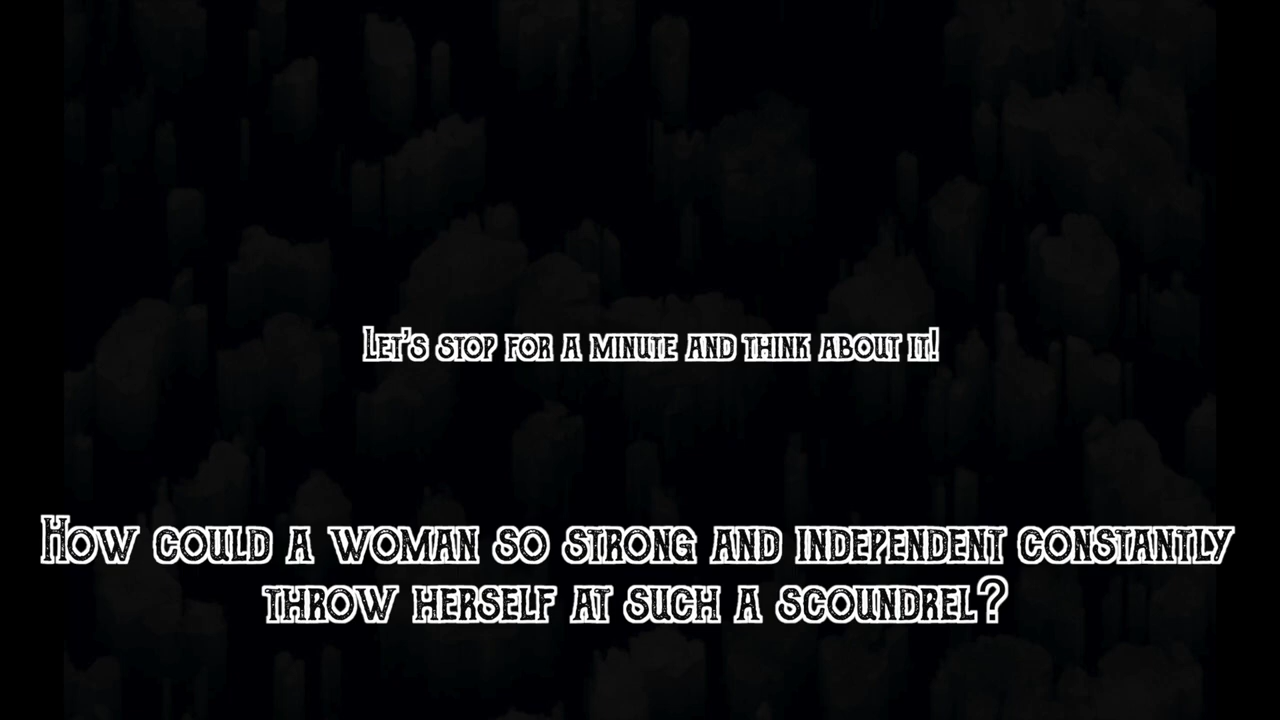 Let's stop for a minute and think about it!
How could a woman so strong and independent constantly
throw herself at such a scoundrel?